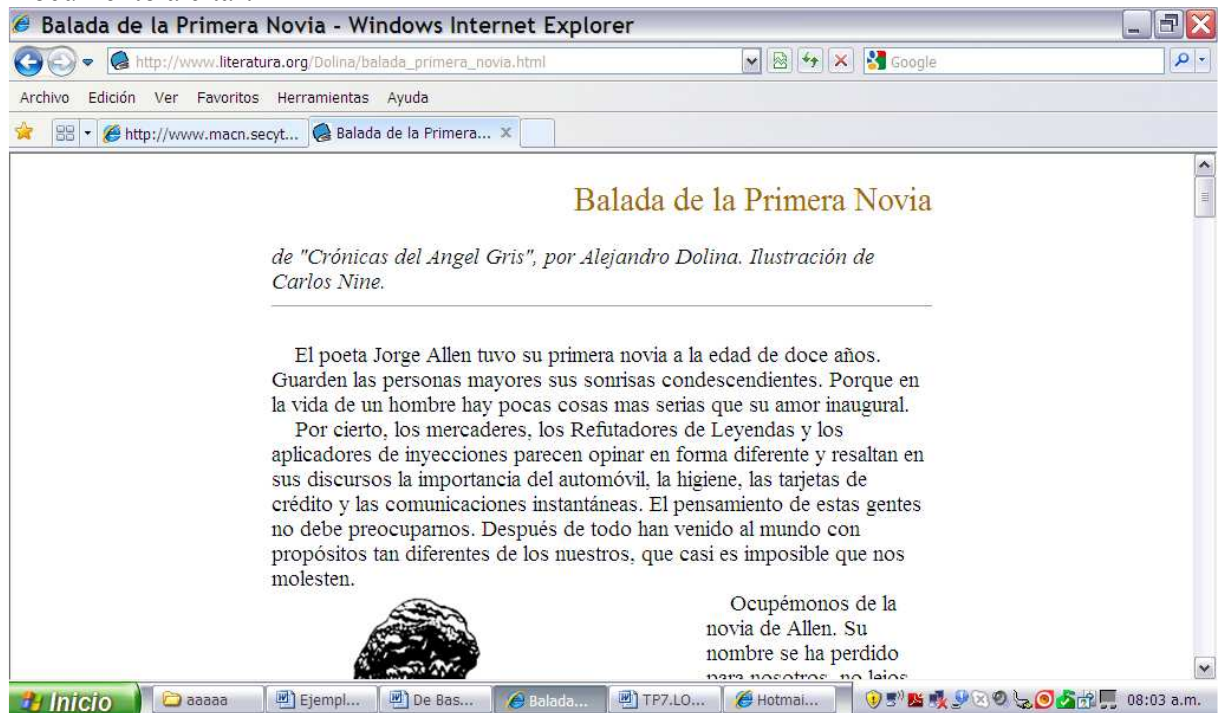 Balada de la Primera Novia - Windows Internet Explorer
http://www.literatura.org/Dolina/balada_primera_novia.html
Google
Archivo Edición Ver Favoritos Herramientas Ayuda
http://www.macn.secyt... Balada de la Primera...
Balada de la Primera Novia
de "Crónicas del Angel Gris", por Alejandro Dolina. Ilustración de
Carlos Nine.
El poeta Jorge Allen tuvo su primera novia a la edad de doce años.
Guarden las personas mayores sus sonrisas condescendientes. Porque en
la vida de un hombre hay pocas cosas mas serias que su amor inaugural.
Por cierto, los mercaderes, los Refutadores de Leyendas y los
aplicadores de inyecciones parecen opinar en forma diferente y resaltan en
sus discursos la importancia del automóvil, la higiene, las tarjetas de
crédito y las comunicaciones instantáneas. El pensamiento de estas gentes
no debe preocuparnos. Después de todo han venido al mundo con
propósitos tan diferentes de los nuestros, que casi es imposible que nos
molesten.
Ocupémonos de la
novia de Allen. Su
nombre se ha perdido
para nosotros, no lejos
Inicio aaaaa Ejempl... De Bas... Balada... TP7.LO... Hotmai... 08:03 a.m.